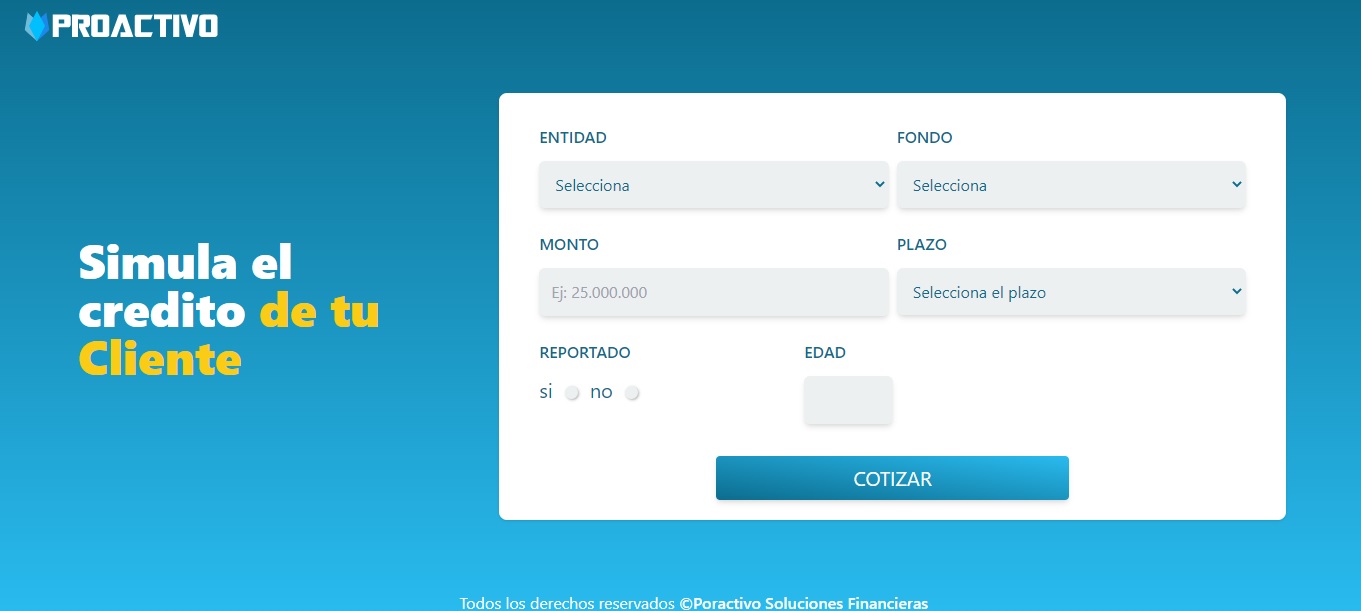 PROACTIVO
Simula el
credito de tu
Cliente
ENTIDAD
FONDO
Selecciona
Selecciona
MONTO
PLAZO
Ej: 25.000.000
Selecciona el plazo
REPORTADO
EDAD
si no
COTIZAR
Todos los derechos reservados ©Poractivo Soluciones Financieras